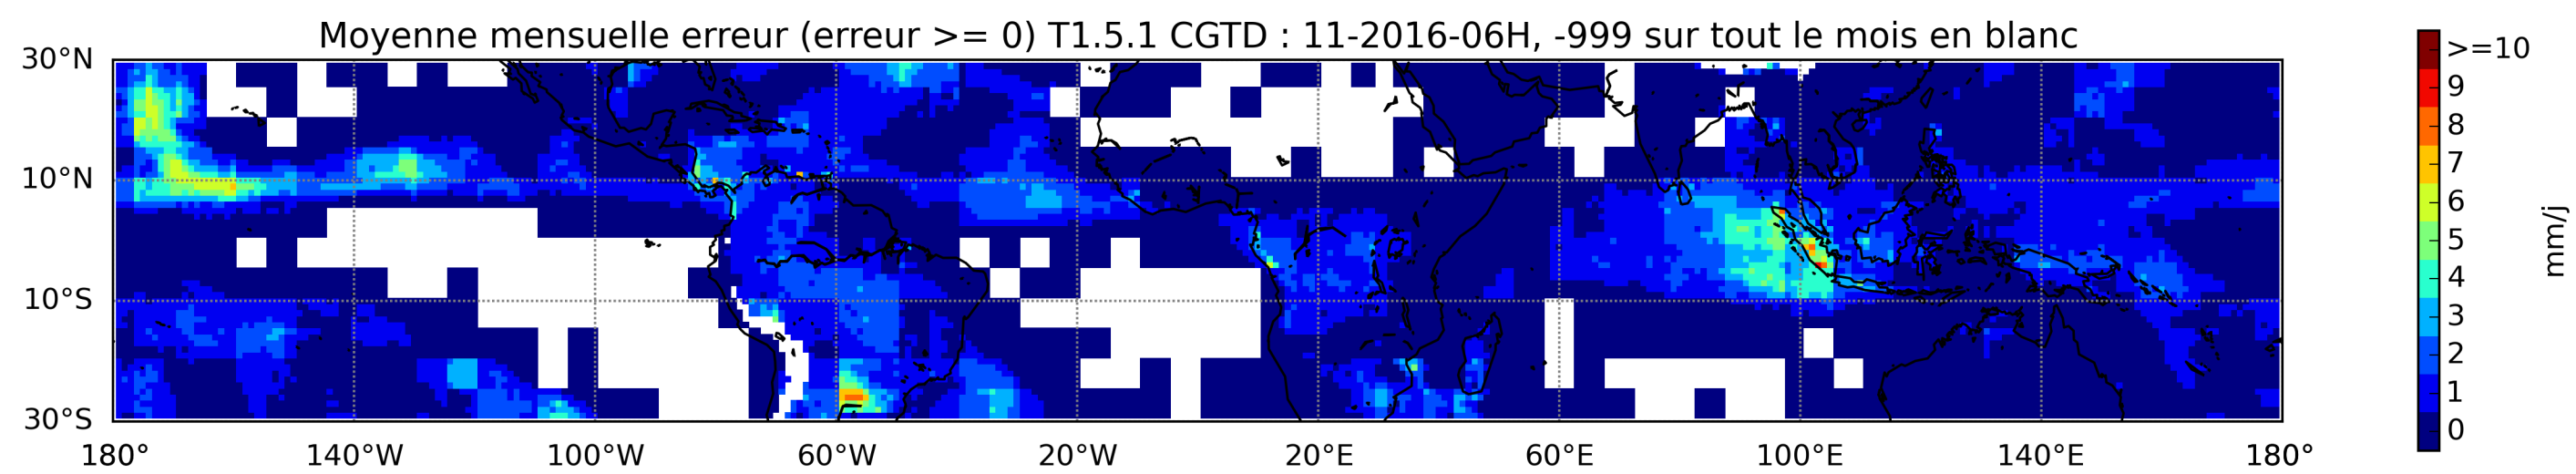 Moyenne mensuelle erreur (erreur >= 0) T1.5.1 CGTD : 11-2016-06H, -999 sur tout le mois en blanc
30°N
10°N
10°S
30°S
180° 140°W 100°W 60°W 20°W 20°E 60°E 100°E 140°E 180°
>=10
9
8
7
6
5
4
3
2
1
0
mm/j